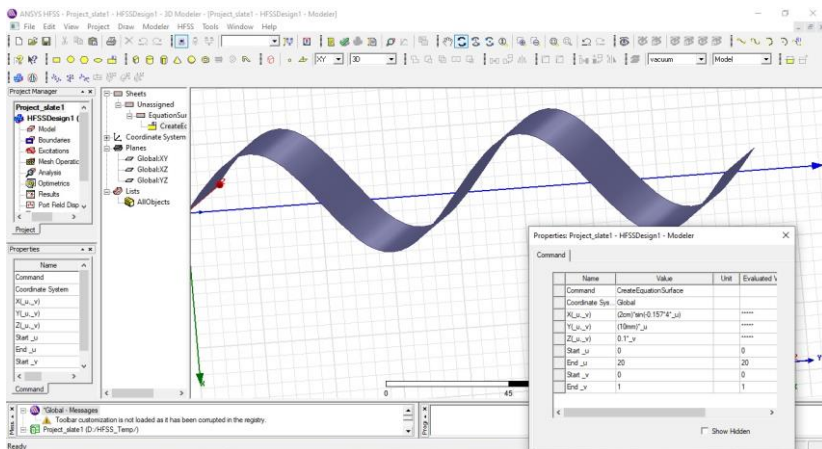 ANSYS HFSS - Project_slate1 - HFSSDesign1 - 3D Modeler - [Project_slate1 - HFSSDesign1 - Modeler]
File Edit View Project Draw Modeler HFSS Tools Window Help
XY
3D
vacuum
Model
Project Manager
Project_slate1
HFSSDesign1 (
Model
Boundaries
Excitations
Mesh Operatic
Analysis
Optimetrics
Results
Port Field Disp
Project
Sheets
Unassigned
EquationSur
CreateEc
Coordinate System
Planes
Global:XY
Global:XZ
Global:YZ
Lists
AllObjects
Properties
Name
Command
Coordinate System
X(_u,_v)
Y(_u,_v)
Z(_u,_v)
Start _u
End _u
Start _v
Command
0
45
Properties: Project_slate1 - HFSSDesign1 - Modeler
Command
Name Value Unit Evaluated V
Command CreateEquationSurface
Coordinate Sys... Global
X(_u,_v) (2cm)*sin(-0.157*4*_u) *****
Y(_u,_v) (10mm)*_u *****
Z(_u,_v) 0.1*_v *****
Start _u 0 0
End _u 20 20
Start _v 0 0
End _v 1 1
Show Hidden
Y
*Global - Messages
Toolbar customization is not loaded as it has been corrupted in the registry.
Project_slate1 (D:/HFSS_Temp/)
Ready